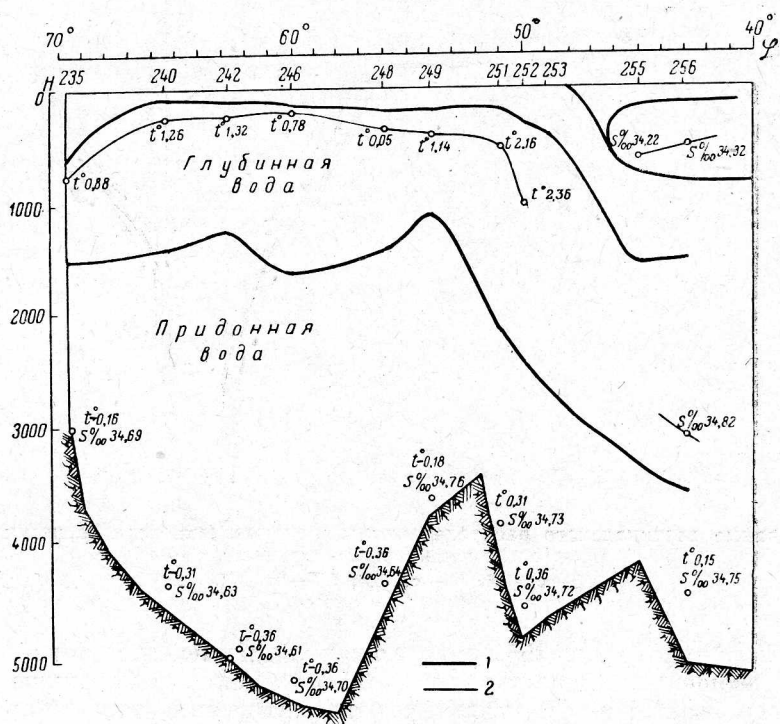 70° 60° 50° 40°
H 235 240 242 246 248 249 251 252 253 255 256 φ
0
t°1,26 t°1,32 t°0,78 t°0,05 t°1,14 t°2,16 S‰34,22 S‰34,32
t°0,88
Глубинная
вода
t°2,36
1000
2000
Придонная
вода
3000
t°-0,16
S‰34,69
S‰34,82
t°-0,18
S‰34,76
t°0,31
S‰34,73
4000
t°-0,31
S‰34,63
t°-0,36
S‰34,64
t°0,36
S‰34,72
t°0,15
S‰34,75
t°-0,36
S‰34,61
5000
t°-0,36
S‰34,70
1
2